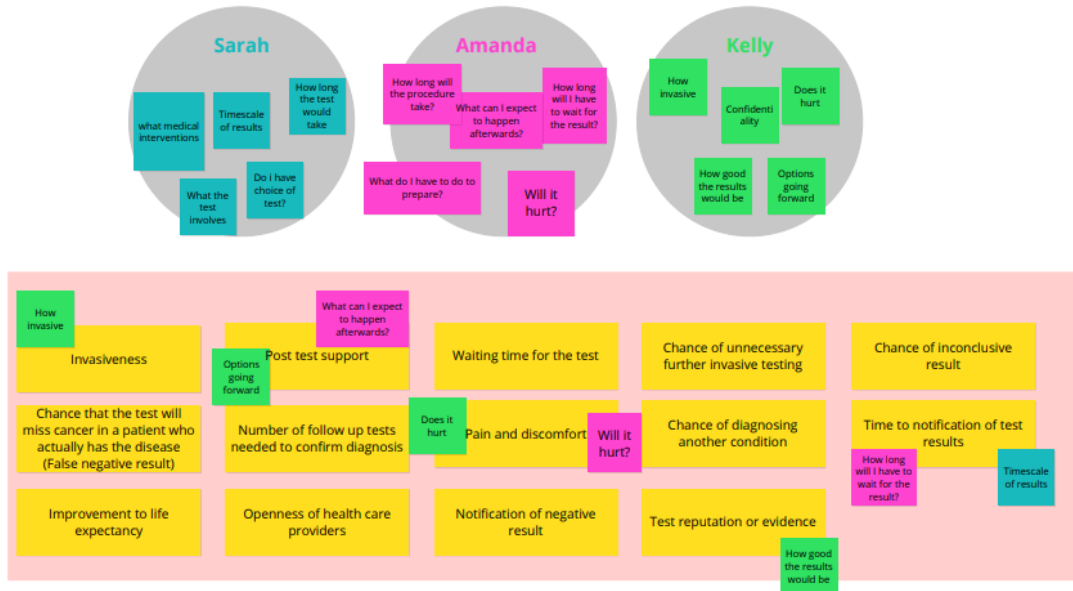 Sarah
what medical
interventions
Timescale
of results
How long
the test
would
take
What the
test
involves
Do i have
choice of
test?
Amanda
How long will
the procedure
take?
What can I expect
to happen
afterwards?
How long
will I have
to wait for
the result?
What do I have to do to
prepare?
Will it
hurt?
Kelly
How
invasive
Confidenti
ality
Does it
hurt
How good
the results
would be
Options
going
forward
How
invasive
Invasiveness
What can I expect
to happen
afterwards?
Post test support
Options
going
forward
Waiting time for the test
Chance of unnecessary
further invasive testing
Chance of inconclusive
result
Chance that the test will
miss cancer in a patient who
actually has the disease
(False negative result)
Number of follow up tests
needed to confirm diagnosis
Does it
hurt
Pain and discomfort
Will it
hurt?
Chance of diagnosing
another condition
Time to notification of test
results
How long
will I have to
wait for the
result?
Timescale
of results
Improvement to life
expectancy
Openness of health care
providers
Notification of negative
result
Test reputation or evidence
How good
the results
would be